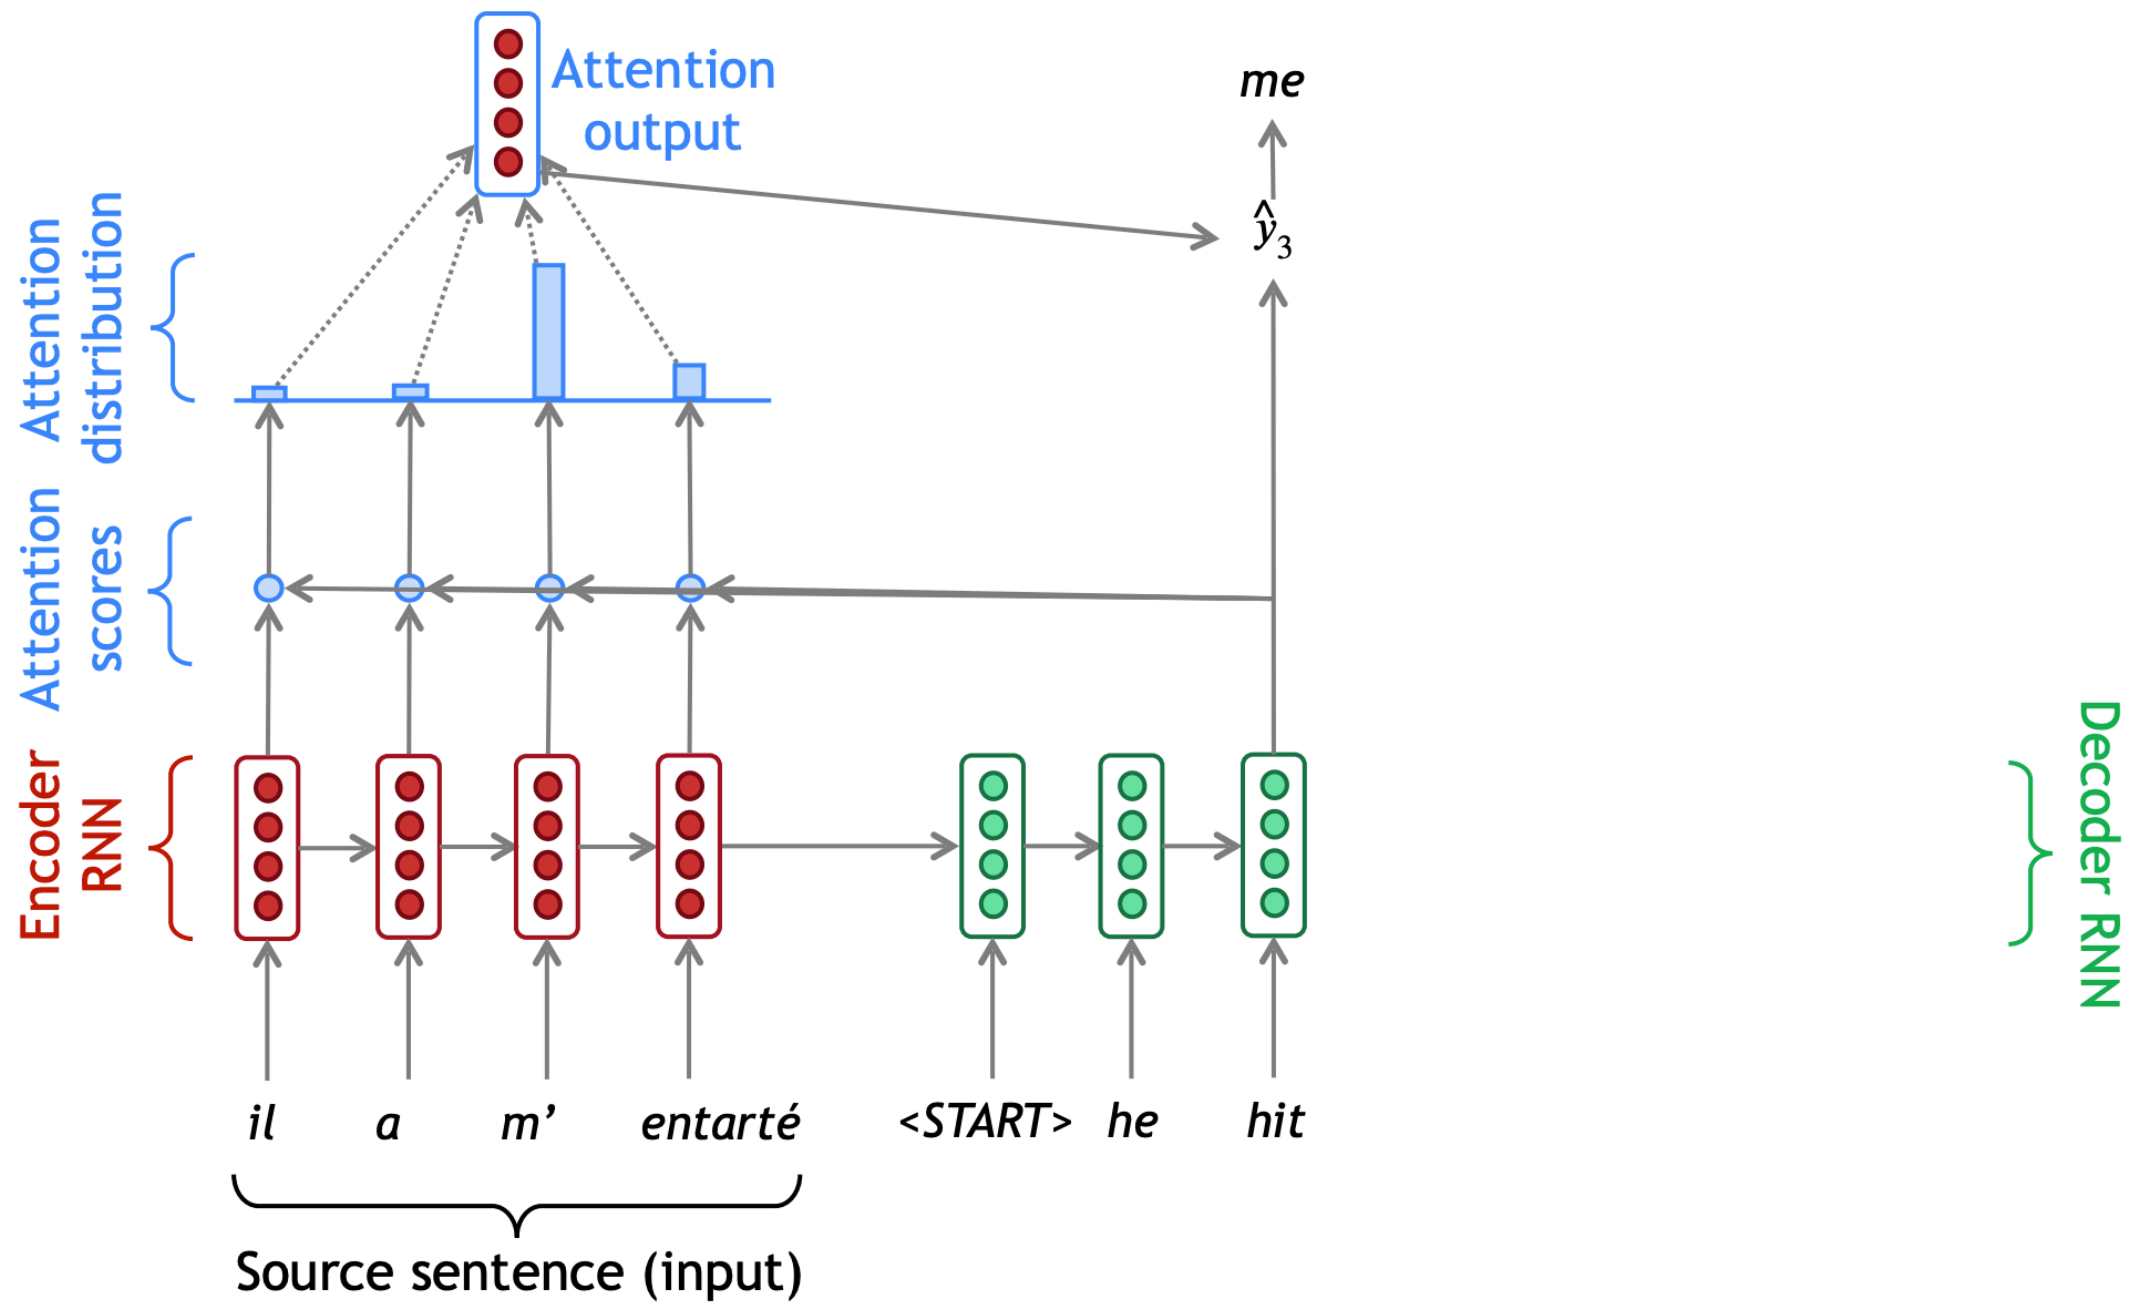 Attention
output
me
ŷ3
Attention
distribution
Attention
scores
Encoder
RNN
Decoder RNN
il a m’ entarté <START> he hit
Source sentence (input)